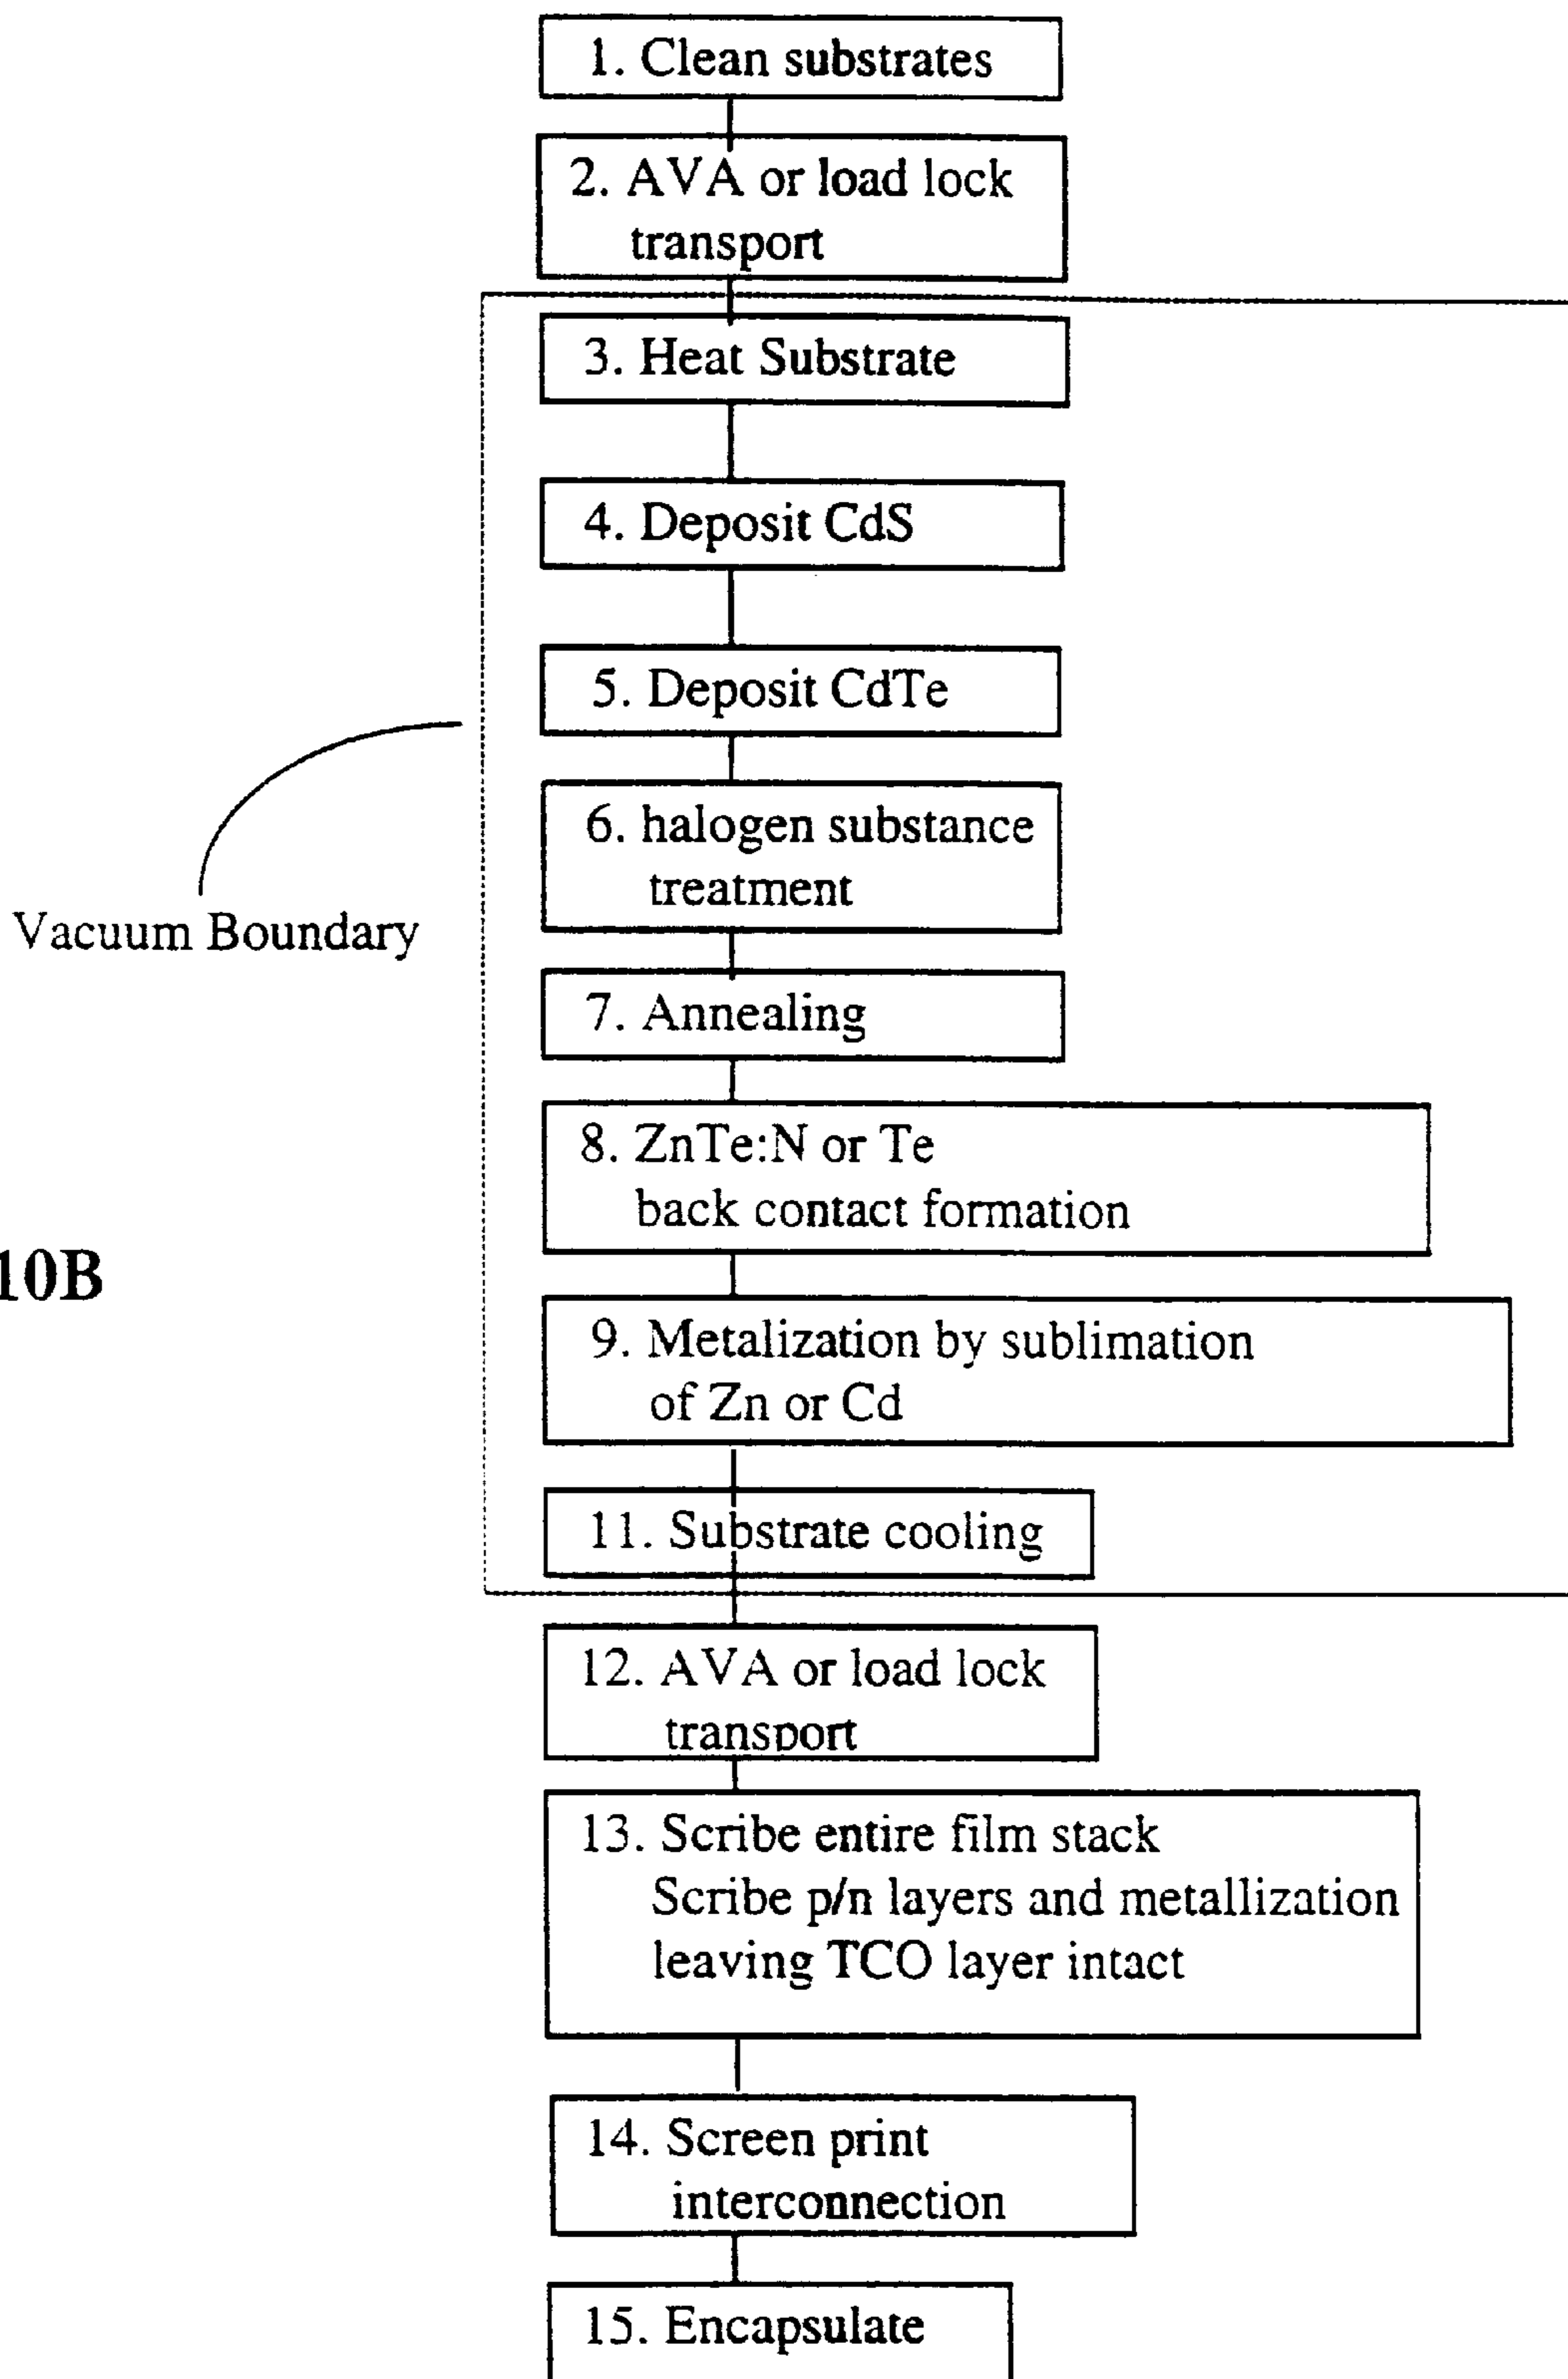 1. Clean substrates
2. AVA or load lock
transport
3. Heat Substrate
4. Deposit CdS
5. Deposit CdTe
6. halogen substance
treatment
Vacuum Boundary
7. Annealing
8. ZnTe:N or Te
back contact formation
10B
9. Metalization by sublimation
of Zn or Cd
11. Substrate cooling
12. AVA or load lock
transport
13. Scribe entire film stack
Scribe p/n layers and metallization
leaving TCO layer intact
14. Screen print
interconnection
15. Encapsulate